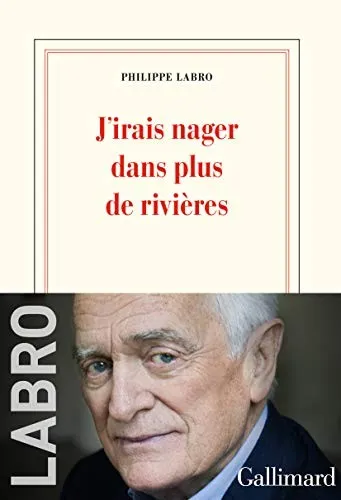 PHILIPPE LABRO
J'irais nager
dans plus
de rivières
LABRO
Gallimard